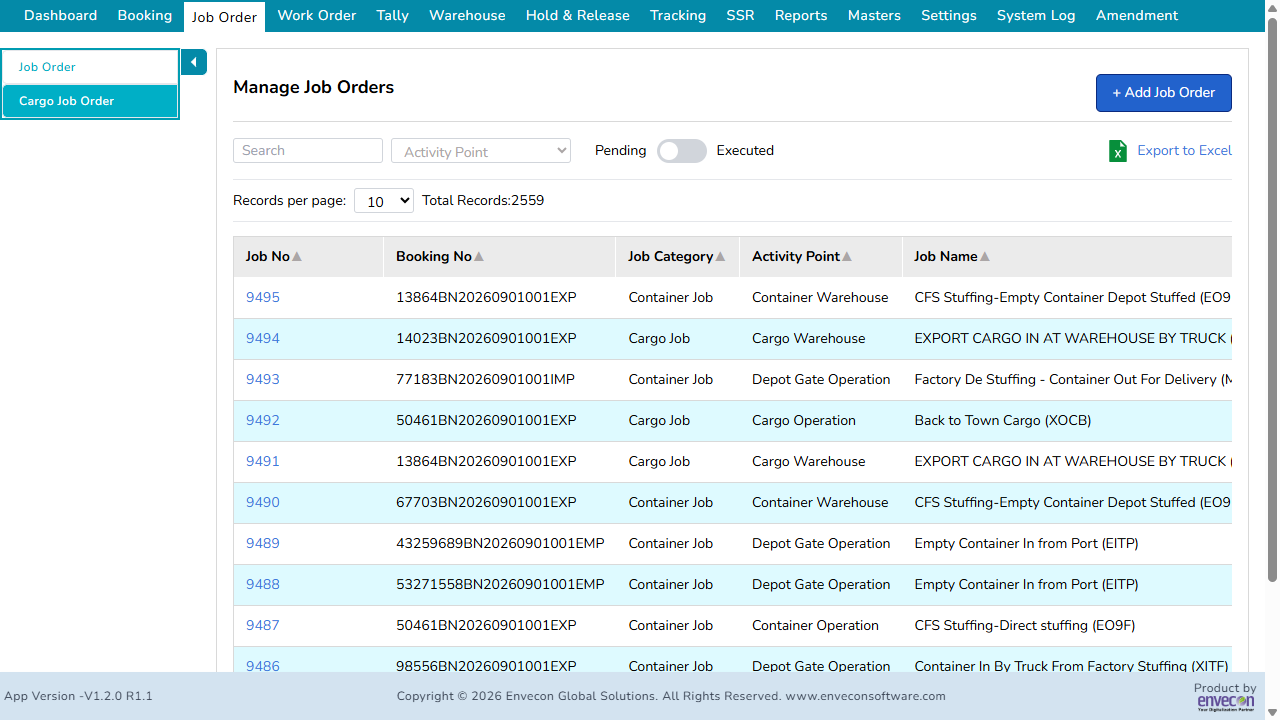 Dashboard Booking Job Order Work Order Tally Warehouse Hold & Release Tracking SSR Reports Masters Settings System Log Amendment
Job Order
Cargo Job Order
Manage Job Orders
+ Add Job Order
Search Activity Point Pending Executed Export to Excel
Records per page: 10 Total Records:2559
Job No Booking No Job Category Activity Point Job Name
9495 13864BN20260901001EXP Container Job Container Warehouse CFS Stuffing-Empty Container Depot Stuffed (EO9
9494 14023BN20260901001EXP Cargo Job Cargo Warehouse EXPORT CARGO IN AT WAREHOUSE BY TRUCK (
9493 77183BN20260901001IMP Container Job Depot Gate Operation Factory De Stuffing - Container Out For Delivery (M
9492 50461BN20260901001EXP Cargo Job Cargo Operation Back to Town Cargo (XOCB)
9491 13864BN20260901001EXP Cargo Job Cargo Warehouse EXPORT CARGO IN AT WAREHOUSE BY TRUCK (
9490 67703BN20260901001EXP Container Job Container Warehouse CFS Stuffing-Empty Container Depot Stuffed (EO9
9489 43259689BN20260901001EMP Container Job Depot Gate Operation Empty Container In from Port (EITP)
9488 53271558BN20260901001EMP Container Job Depot Gate Operation Empty Container In from Port (EITP)
9487 50461BN20260901001EXP Container Job Container Operation CFS Stuffing-Direct stuffing (EO9F)
9486 98556BN20260901001EXP Container Job Depot Gate Operation Container In By Truck From Factory Stuffing (XITF)
App Version -V1.2.0 R1.1 Copyright © 2026 Envecon Global Solutions. All Rights Reserved. www.enveconsoftware.com Product by
envecon
Your Digitalization Partner